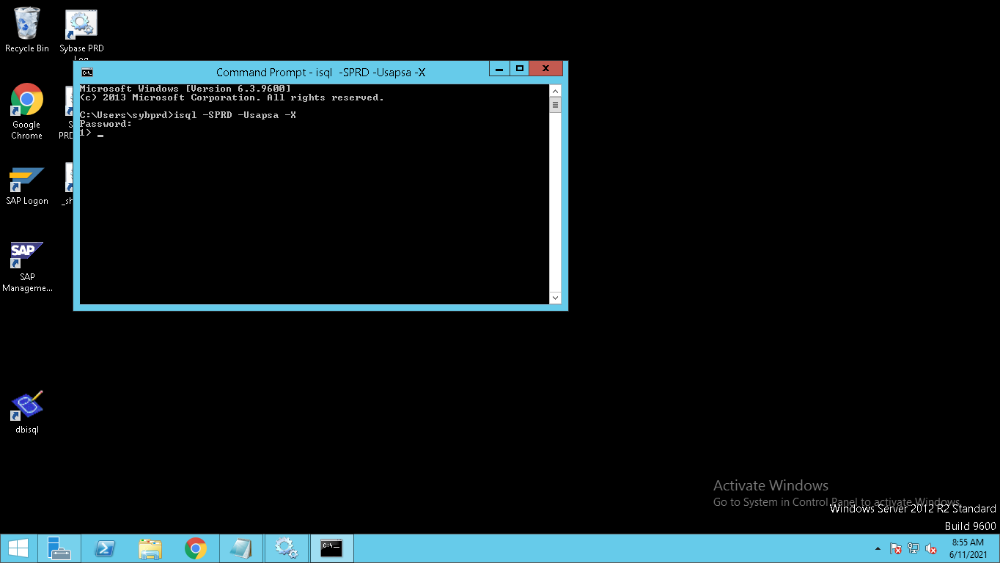 Recycle Bin
Sybase PRD
Log
Command Prompt - isql  -SPRD -Usapsa -X
Microsoft Windows [Version 6.3.9600]
(c) 2013 Microsoft Corporation. All rights reserved.
C:\Users\sybprd>isql -SPRD -Usapsa -X
Password:
1>
Google
Chrome
S
PRD
SAP Logon
_sh
SAP
SAP
Manageme...
dbisql
Activate Windows
Go to System in Control Panel to activate Windows.
Windows Server 2012 R2 Standard
Build 9600
C:\_
8:55 AM
6/11/2021